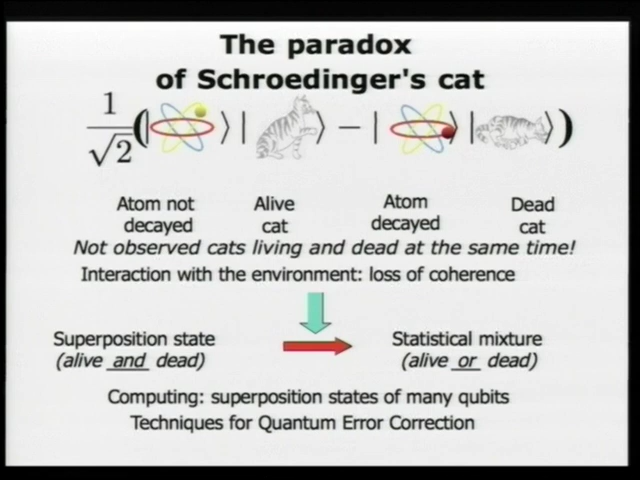 The paradox
of Schroedinger's cat
1/√2(| ⟩| ⟩ − | ⟩| ⟩)
Atom not decayed
Alive cat
Atom decayed
Dead cat
Not observed cats living and dead at the same time!
Interaction with the environment: loss of coherence
Superposition state
(alive and dead)
Statistical mixture
(alive or dead)
Computing: superposition states of many qubits
Techniques for Quantum Error Correction